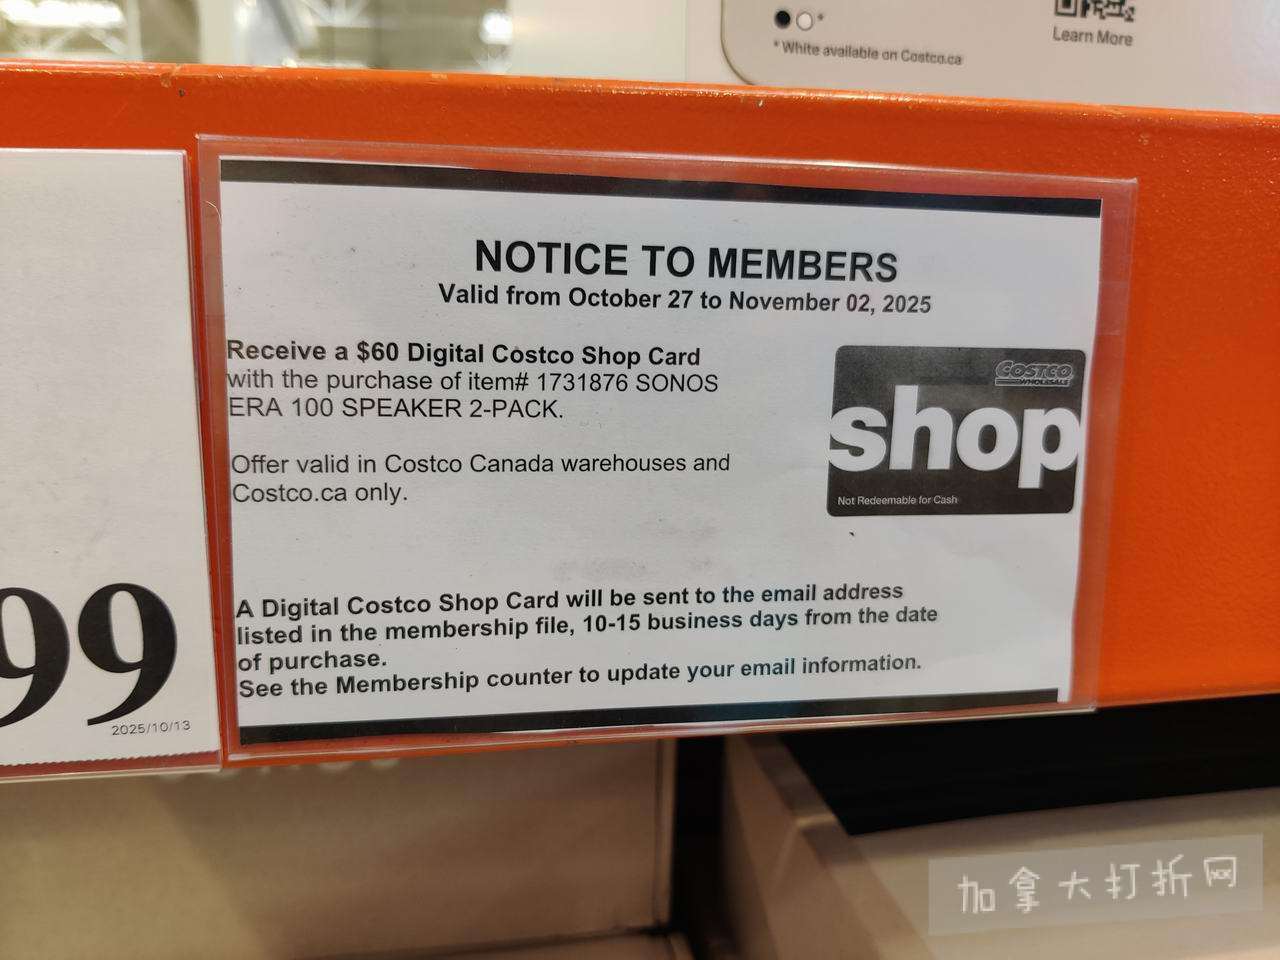 * White available on Costco.ca
Learn More
NOTICE TO MEMBERS
Valid from October 27 to November 02, 2025
Receive a $60 Digital Costco Shop Card
with the purchase of item# 1731876 SONOS
ERA 100 SPEAKER 2-PACK.
Offer valid in Costco Canada warehouses and
Costco.ca only.
COSTCO
WHOLESALE
shop
Not Redeemable for Cash
A Digital Costco Shop Card will be sent to the email address
listed in the membership file, 10-15 business days from the date
of purchase.
See the Membership counter to update your email information.
99
2025/10/13
加拿大打折网